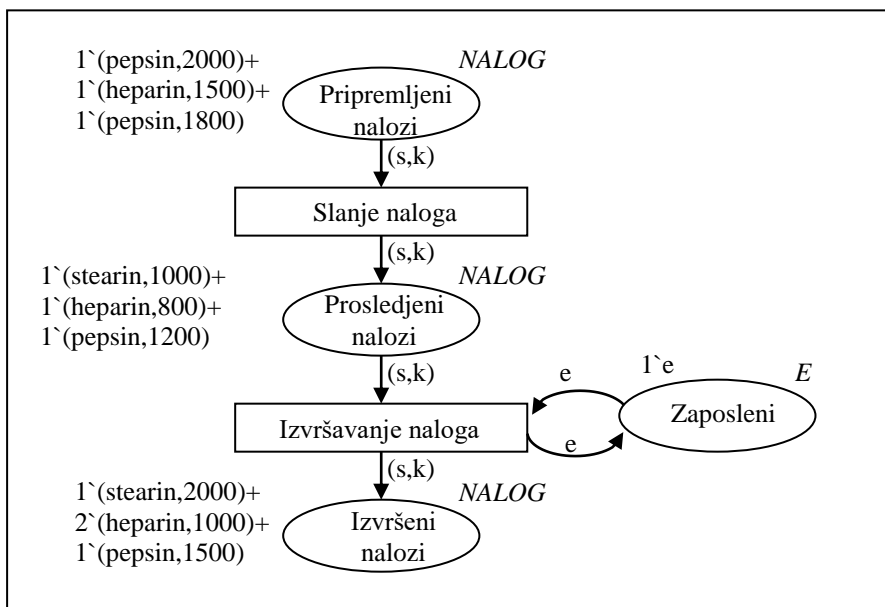 1`(pepsin,2000)+
1`(heparin,1500)+
1`(pepsin,1800)
NALOG
Pripremljeni
nalozi
(s,k)
Slanje naloga
(s,k)
1`(stearin,1000)+
1`(heparin,800)+
1`(pepsin,1200)
NALOG
Prosledjeni
nalozi
(s,k)
e
1`e
E
Zaposleni
Izvršavanje naloga
e
(s,k)
1`(stearin,2000)+
2`(heparin,1000)+
1`(pepsin,1500)
NALOG
Izvršeni
nalozi